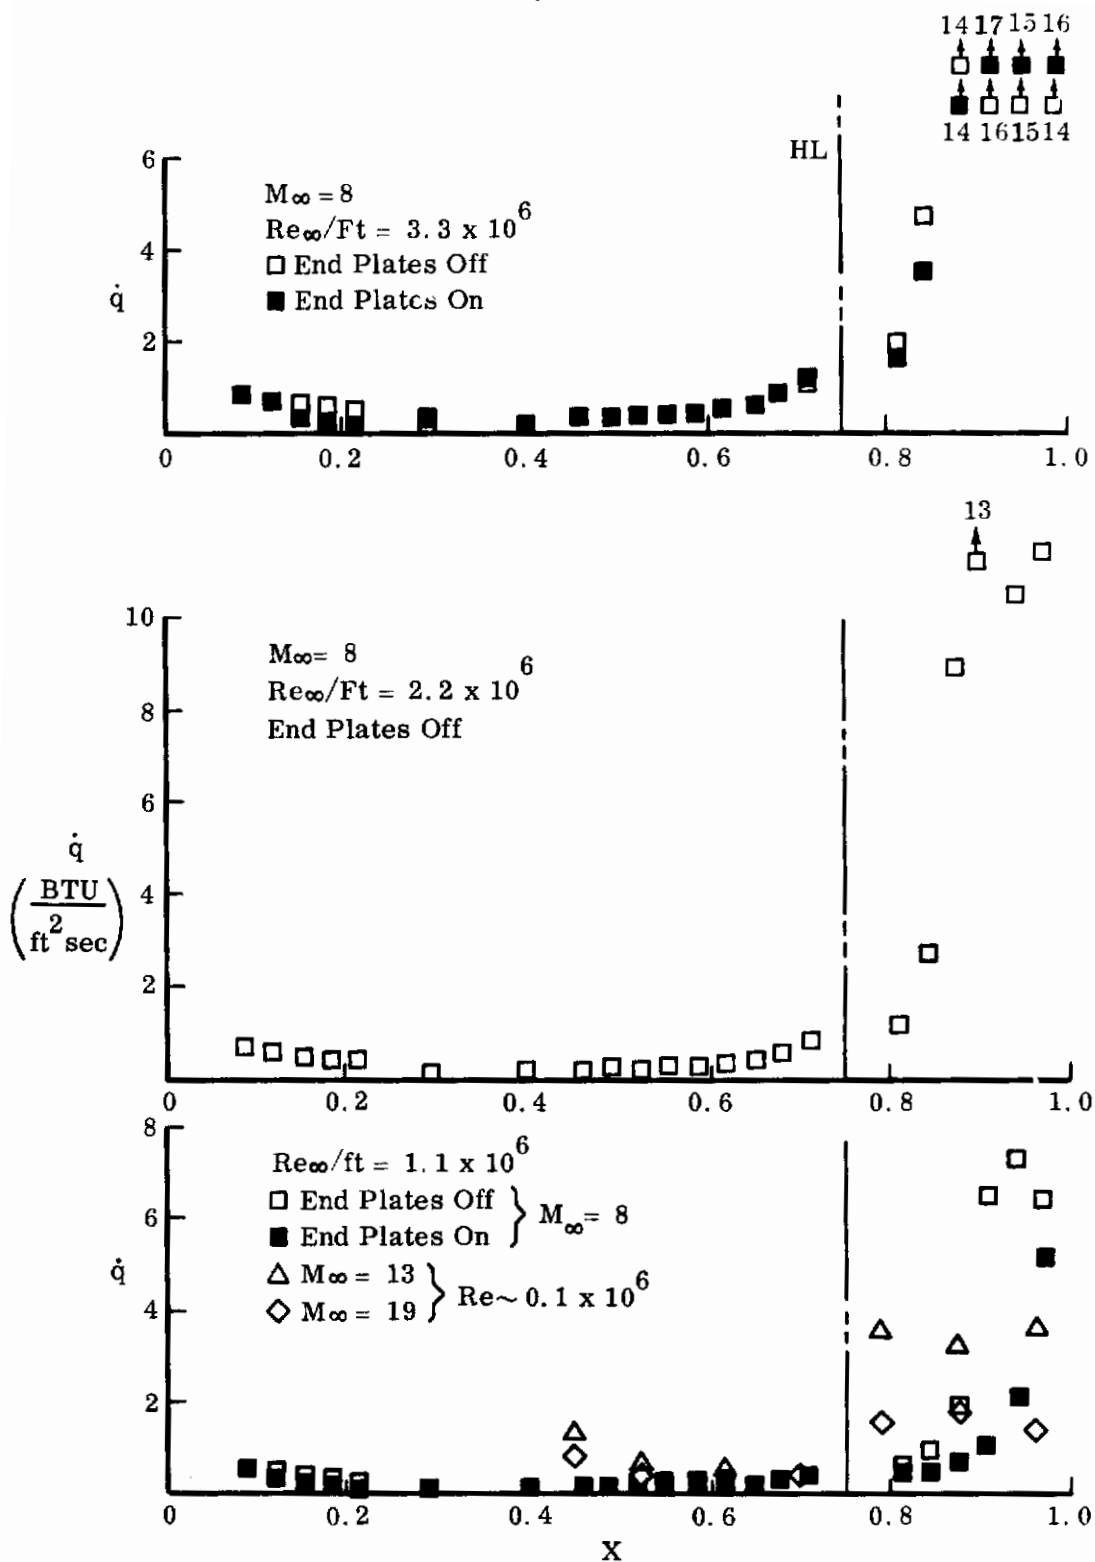 14 17 15 16
14 16 15 14
HL
6
M∞ = 8
Re∞/Ft = 3.3 x 10^6
4
□ End Plates Off
q̇
■ End Plates On
2
0 0.2 0.4 0.6 0.8 1.0
13
10
M∞= 8
Re∞/Ft = 2.2 x 10^6
8
End Plates Off
6
q̇
(BTU/ft^2 sec)
4
2
0 0.2 0.4 0.6 0.8 1.0
8
Re∞/ft = 1.1 x 10^6
□ End Plates Off } M∞= 8
6
■ End Plates On
q̇
△ M∞ = 13 } Re~0.1 x 10^6
4
◇ M∞ = 19
2
0 0.2 0.4 0.6 0.8 1.0
X